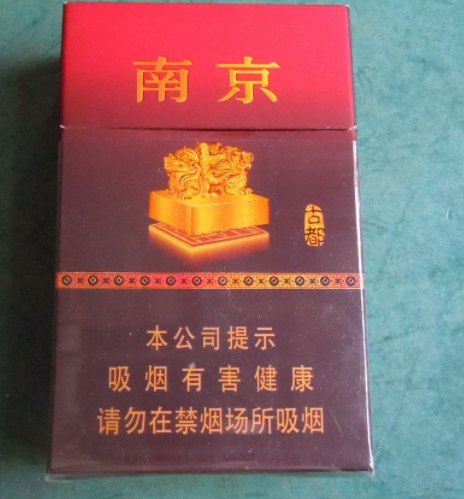 南京
古都
本公司提示
吸烟有害健康
请勿在禁烟场所吸烟